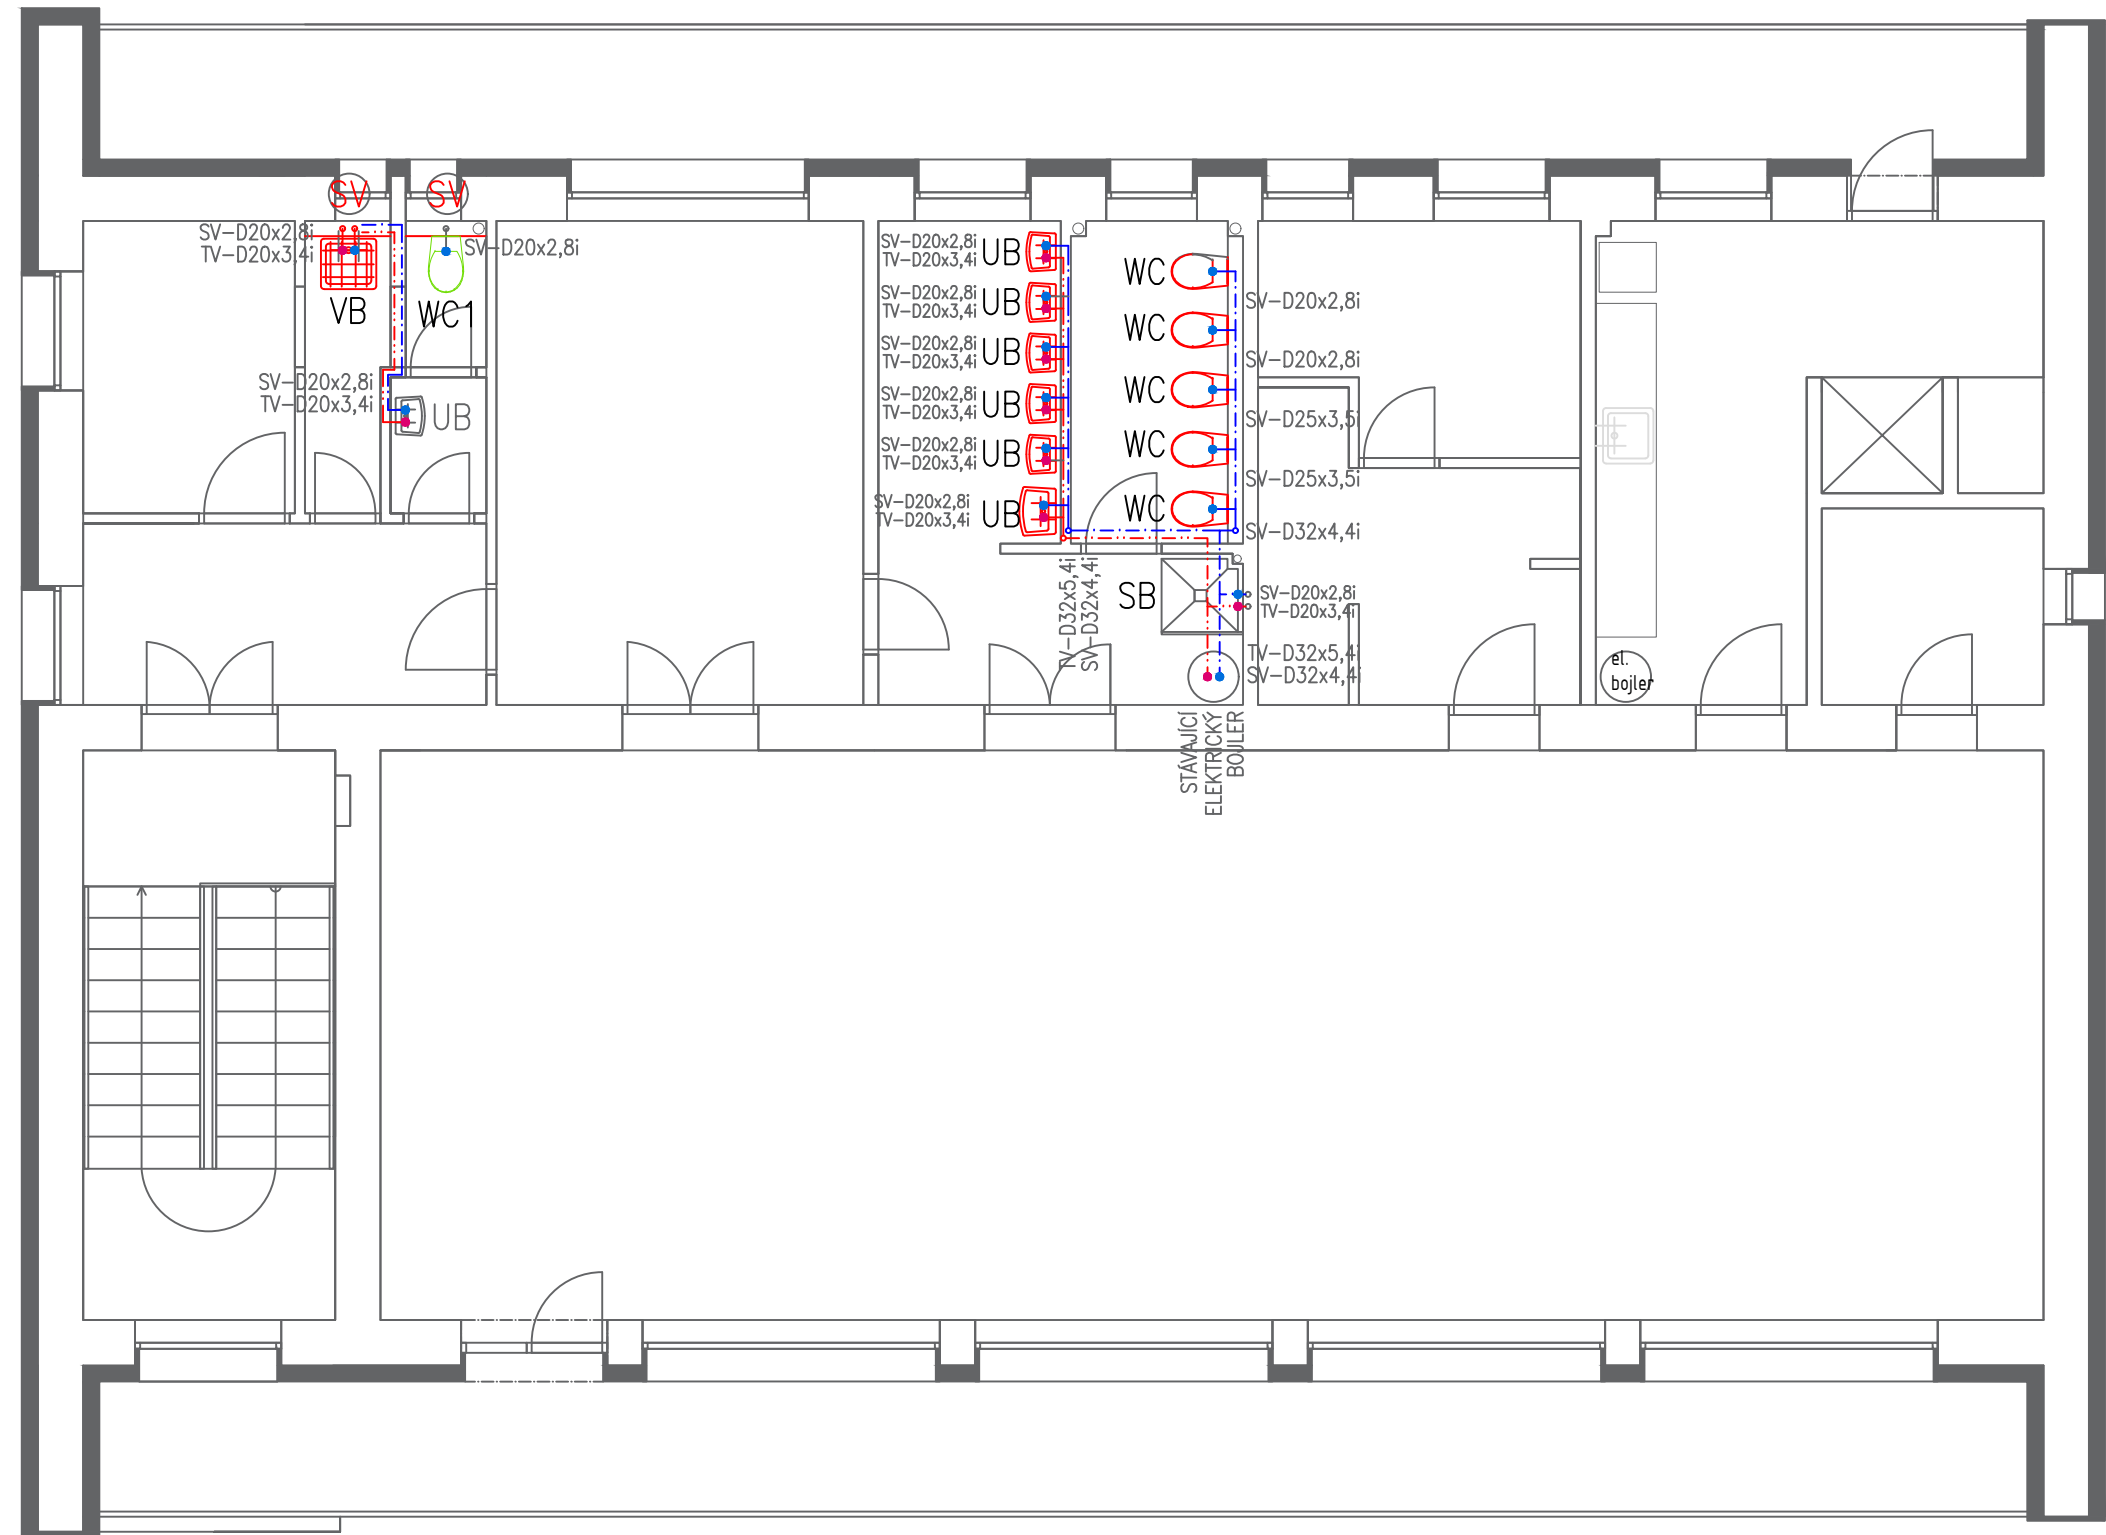 SV
SV
SV-D20x2,8i
TV-D20x3,4i
SV-D20x2,8i
VB
WC1
SV-D20x2,8i
TV-D20x3,4i
UB
SV-D20x2,8i
TV-D20x3,4i
UB
SV-D20x2,8i
TV-D20x3,4i
UB
SV-D20x2,8i
TV-D20x3,4i
UB
SV-D20x2,8i
TV-D20x3,4i
UB
SV-D20x2,8i
TV-D20x3,4i
UB
SV-D20x2,8i
TV-D20x3,4i
UB
WC
SV-D20x2,8i
WC
SV-D20x2,8i
WC
SV-D25x3,5i
WC
SV-D25x3,5i
WC
SV-D32x4,4i
TV-D32x5,4i
SV-D32x4,4i
SB
SV-D20x2,8i
TV-D20x3,4i
TV-D32x5,4i
SV-D32x4,4i
STÁVAJÍCÍ
ELEKTRICKÝ
BOJLER
el.
bojler